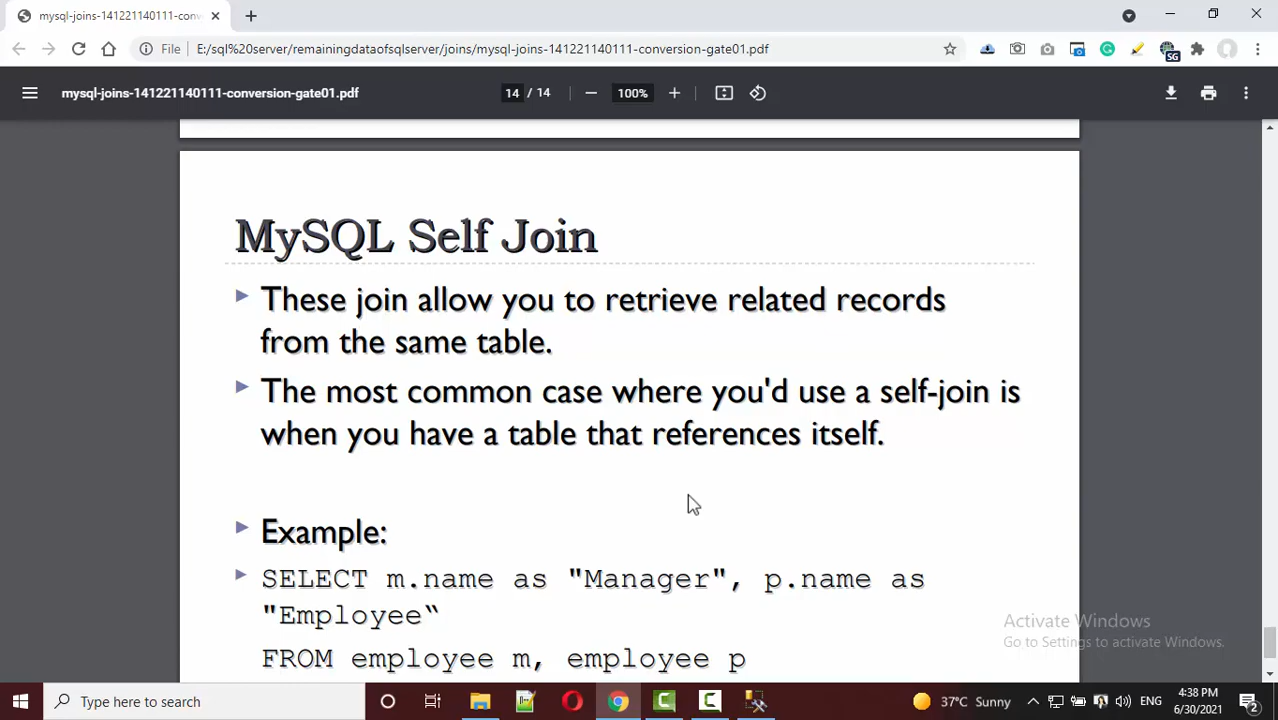 mysql-joins-141221140111-conv
File
E:/sql%20server/remainingdataofsqlserver/joins/mysql-joins-141221140111-conversion-gate01.pdf
SG
mysql-joins-141221140111-conversion-gate01.pdf
14 / 14
100%
MySQL Self Join
These join allow you to retrieve related records
from the same table.
The most common case where you'd use a self-join is
when you have a table that references itself.
Example:
SELECT m.name as "Manager", p.name as
"Employee“
FROM employee m, employee p
Activate Windows
Go to Settings to activate Windows.
Type here to search
37°C Sunny
ENG
4:38 PM
6/30/2021
2